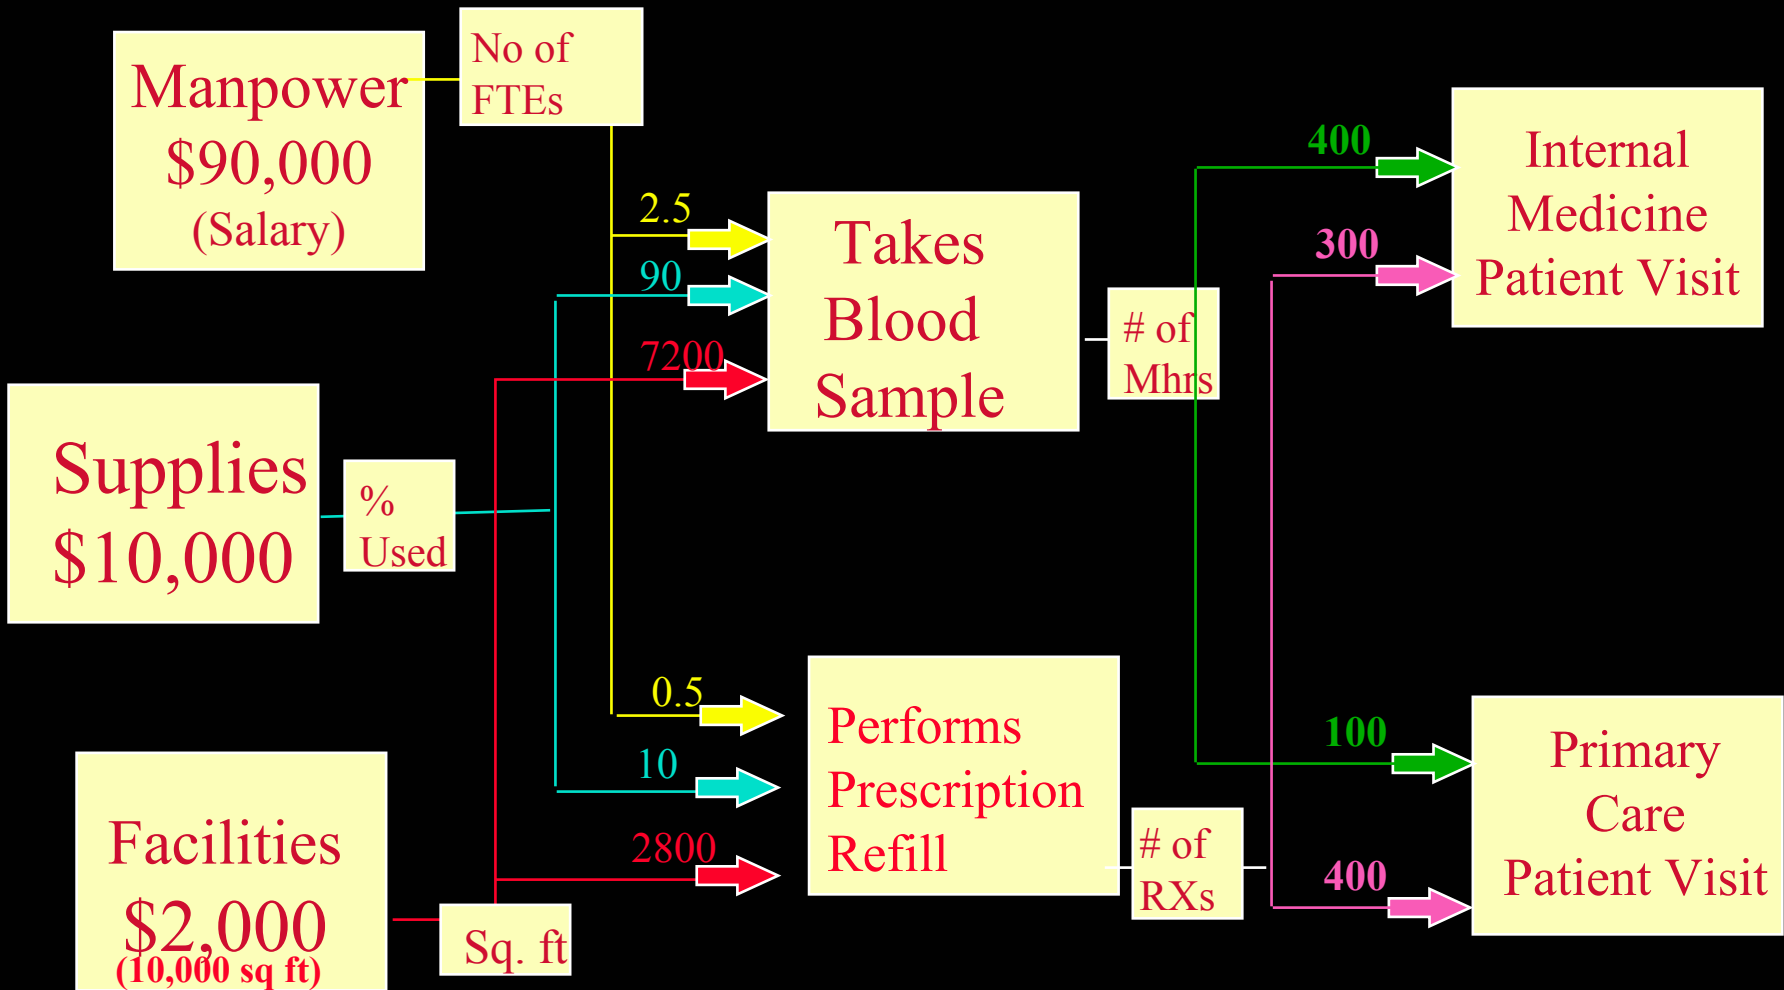 Manpower
$90,000
(Salary)
No of
FTEs
2.5
90
7200
Takes
Blood
Sample
# of
Mhrs
400
300
Internal
Medicine
Patient Visit
Supplies
$10,000
%
Used
0.5
10
2800
Performs
Prescription
Refill
# of
RXs
100
400
Primary
Care
Patient Visit
Facilities
$2,000
(10,000 sq ft)
Sq. ft